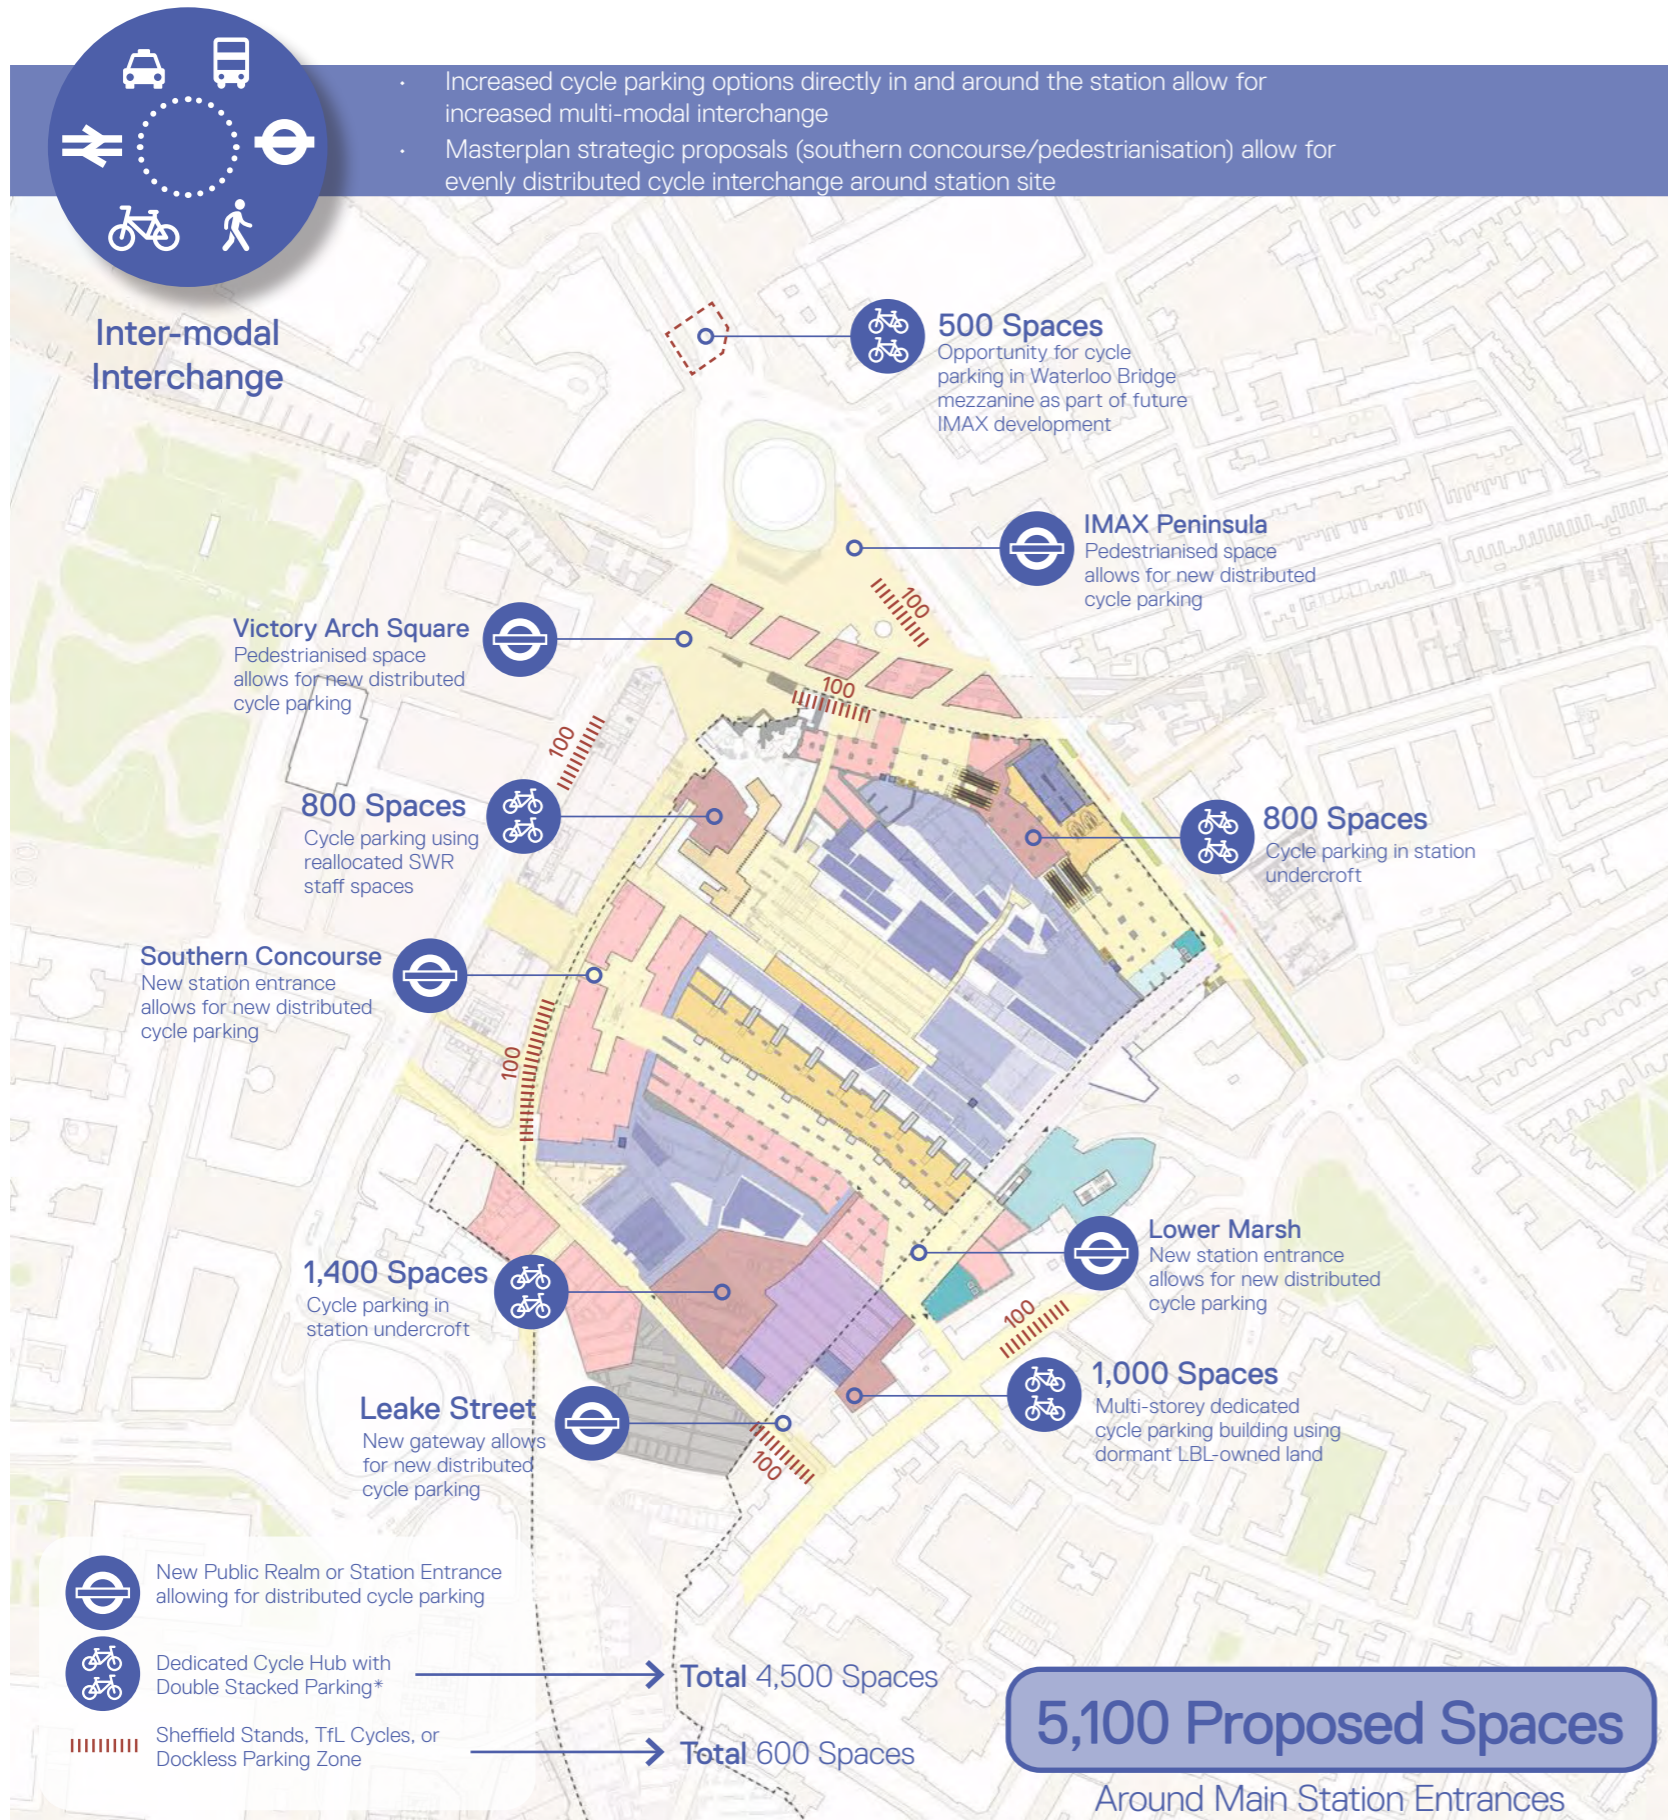 · Increased cycle parking options directly in and around the station allow for
increased multi-modal interchange
· Masterplan strategic proposals (southern concourse/pedestrianisation) allow for
evenly distributed cycle interchange around station site
Inter-modal
Interchange
500 Spaces
Opportunity for cycle
parking in Waterloo Bridge
mezzanine as part of future
IMAX development
IMAX Peninsula
Pedestrianised space
allows for new distributed
cycle parking
100
Victory Arch Square
Pedestrianised space
allows for new distributed
cycle parking
100
100
800 Spaces
Cycle parking using
reallocated SWR
staff spaces
800 Spaces
Cycle parking in station
undercroft
Southern Concourse
New station entrance
allows for new distributed
cycle parking
100
Lower Marsh
New station entrance
allows for new distributed
cycle parking
1,400 Spaces
Cycle parking in
station undercroft
100
1,000 Spaces
Multi-storey dedicated
cycle parking building using
dormant LBL-owned land
Leake Street
New gateway allows
for new distributed
cycle parking
100
New Public Realm or Station Entrance
allowing for distributed cycle parking
Dedicated Cycle Hub with
Double Stacked Parking*
Total 4,500 Spaces
Sheffield Stands, TfL Cycles, or
Dockless Parking Zone
Total 600 Spaces
5,100 Proposed Spaces
Around Main Station Entrances